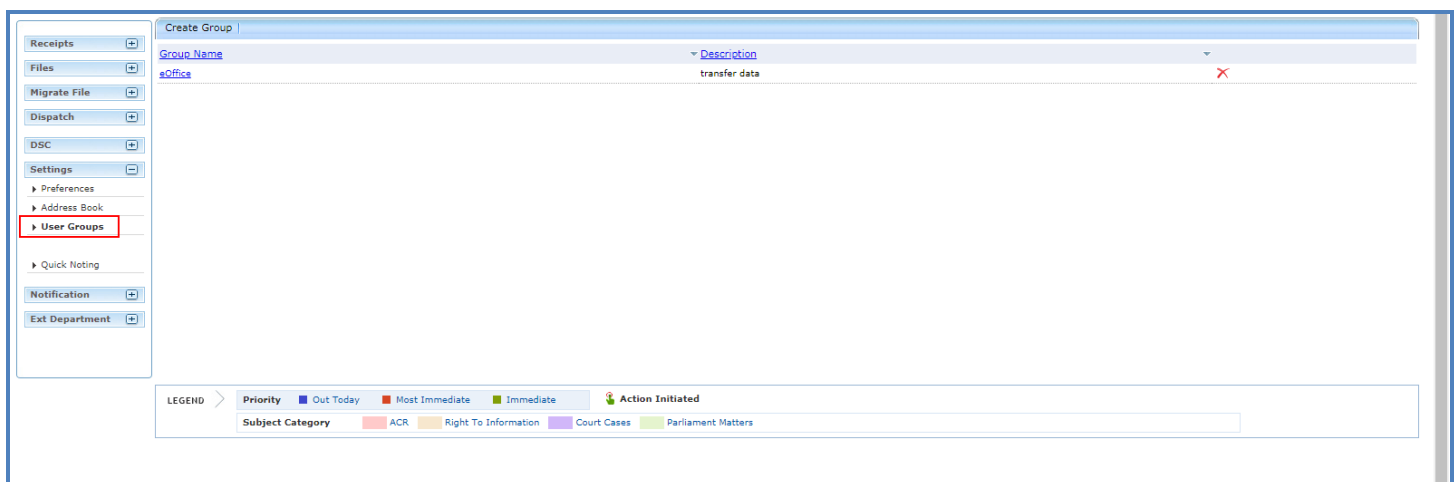 Create Group
Receipts
Files
Migrate File
Dispatch
DSC
Settings
Preferences
Address Book
User Groups
Quick Noting
Notification
Ext Department
Group Name Description
eOffice transfer data
LEGEND Priority Out Today Most Immediate Immediate Action Initiated
Subject Category ACR Right To Information Court Cases Parliament Matters